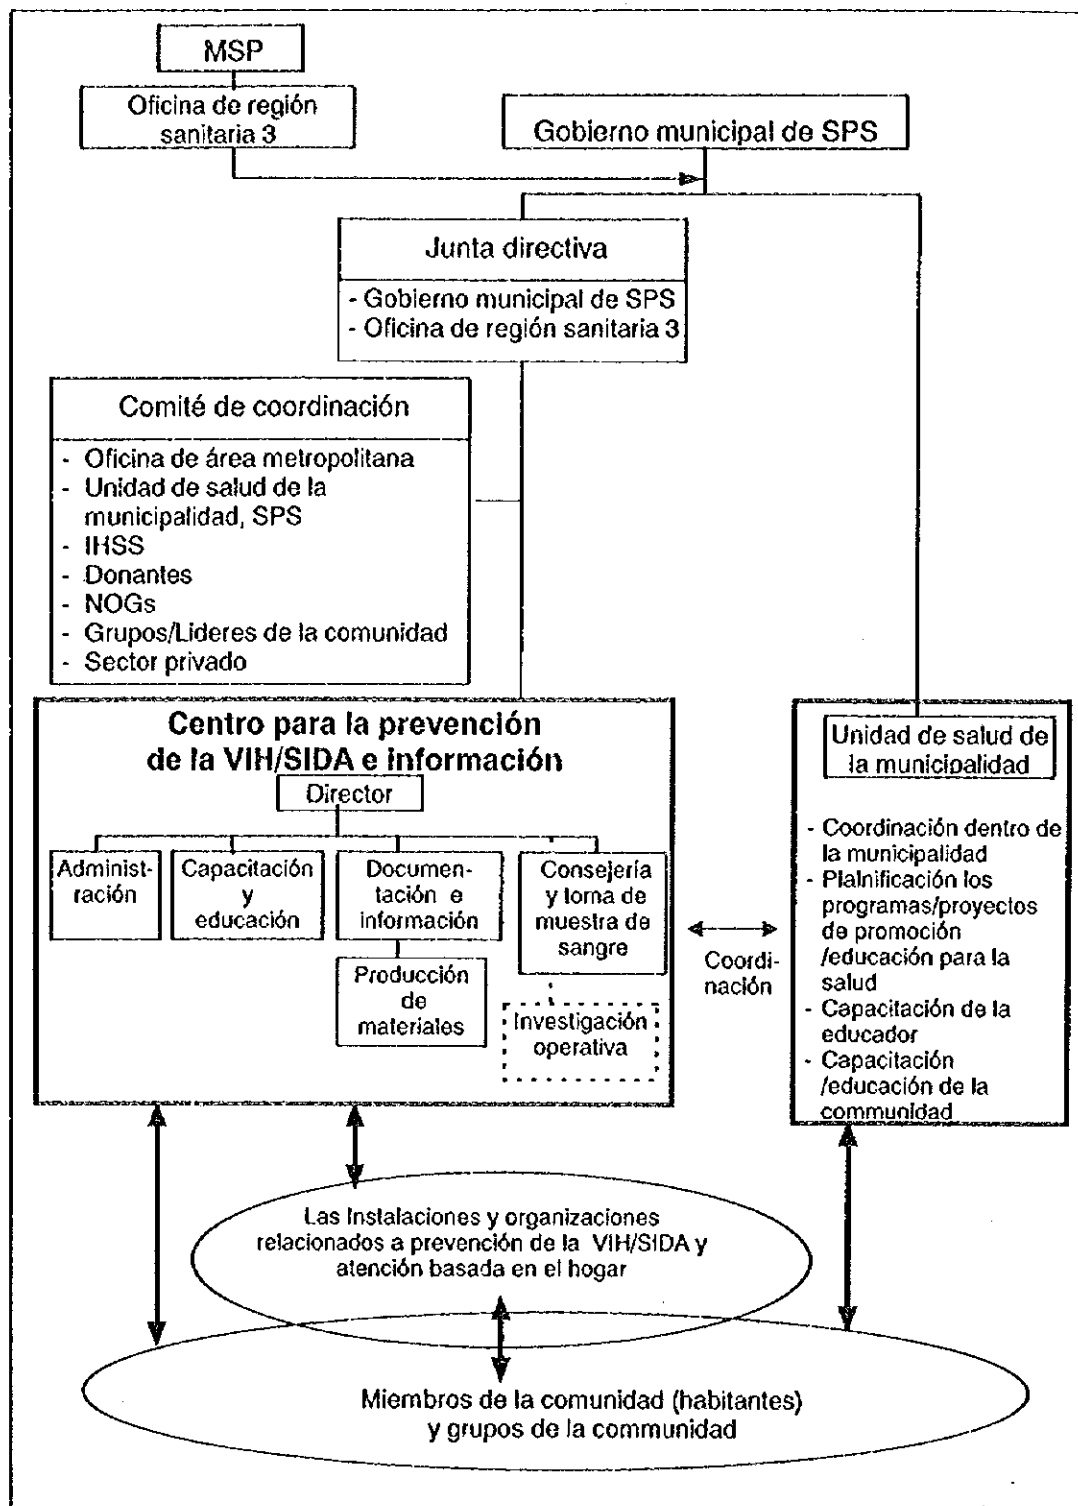 MSP
Oficina de región
sanitaria 3
Gobierno municipal de SPS
Junta directiva
- Gobierno municipal de SPS
- Oficina de región sanitaria 3
Comité de coordinación
- Oficina de área metropolitana
- Unidad de salud de la
municipalidad, SPS
- IHSS
- Donantes
- NOGs
- Grupos/Lideres de la comunidad
- Sector privado
Centro para la prevención
de la VIH/SIDA e información
Director
Administ-
ración
Capacitación
y
educación
Documen-
tación e
información
Consejería
y toma de
muestra de
sangre
Producción
de
materiales
Investigación
operativa
Coordi-
nación
Unidad de salud de
la municipalidad
- Coordinación dentro de
la municipalidad
- Plalnificación los
programas/proyectos
de promoción
/educación para la
salud
- Capacitación de la
educador
- Capacitación
/educación de la
communidad
Las Instalaciones y organizaciones
relacionados a prevención de la VIH/SIDA y
atención basada en el hogar
Miembros de la comunidad (habitantes)
y grupos de la communidad